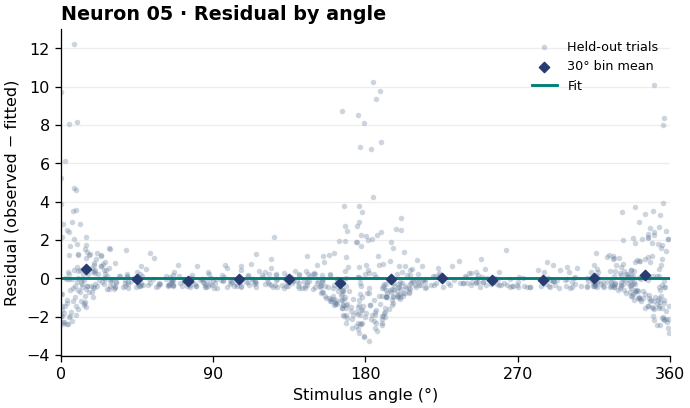 Neuron 05 · Residual by angle
Held-out trials
30° bin mean
Fit
Residual (observed − fitted)
12
10
8
6
4
2
0
−2
−4
0 90 180 270 360
Stimulus angle (°)